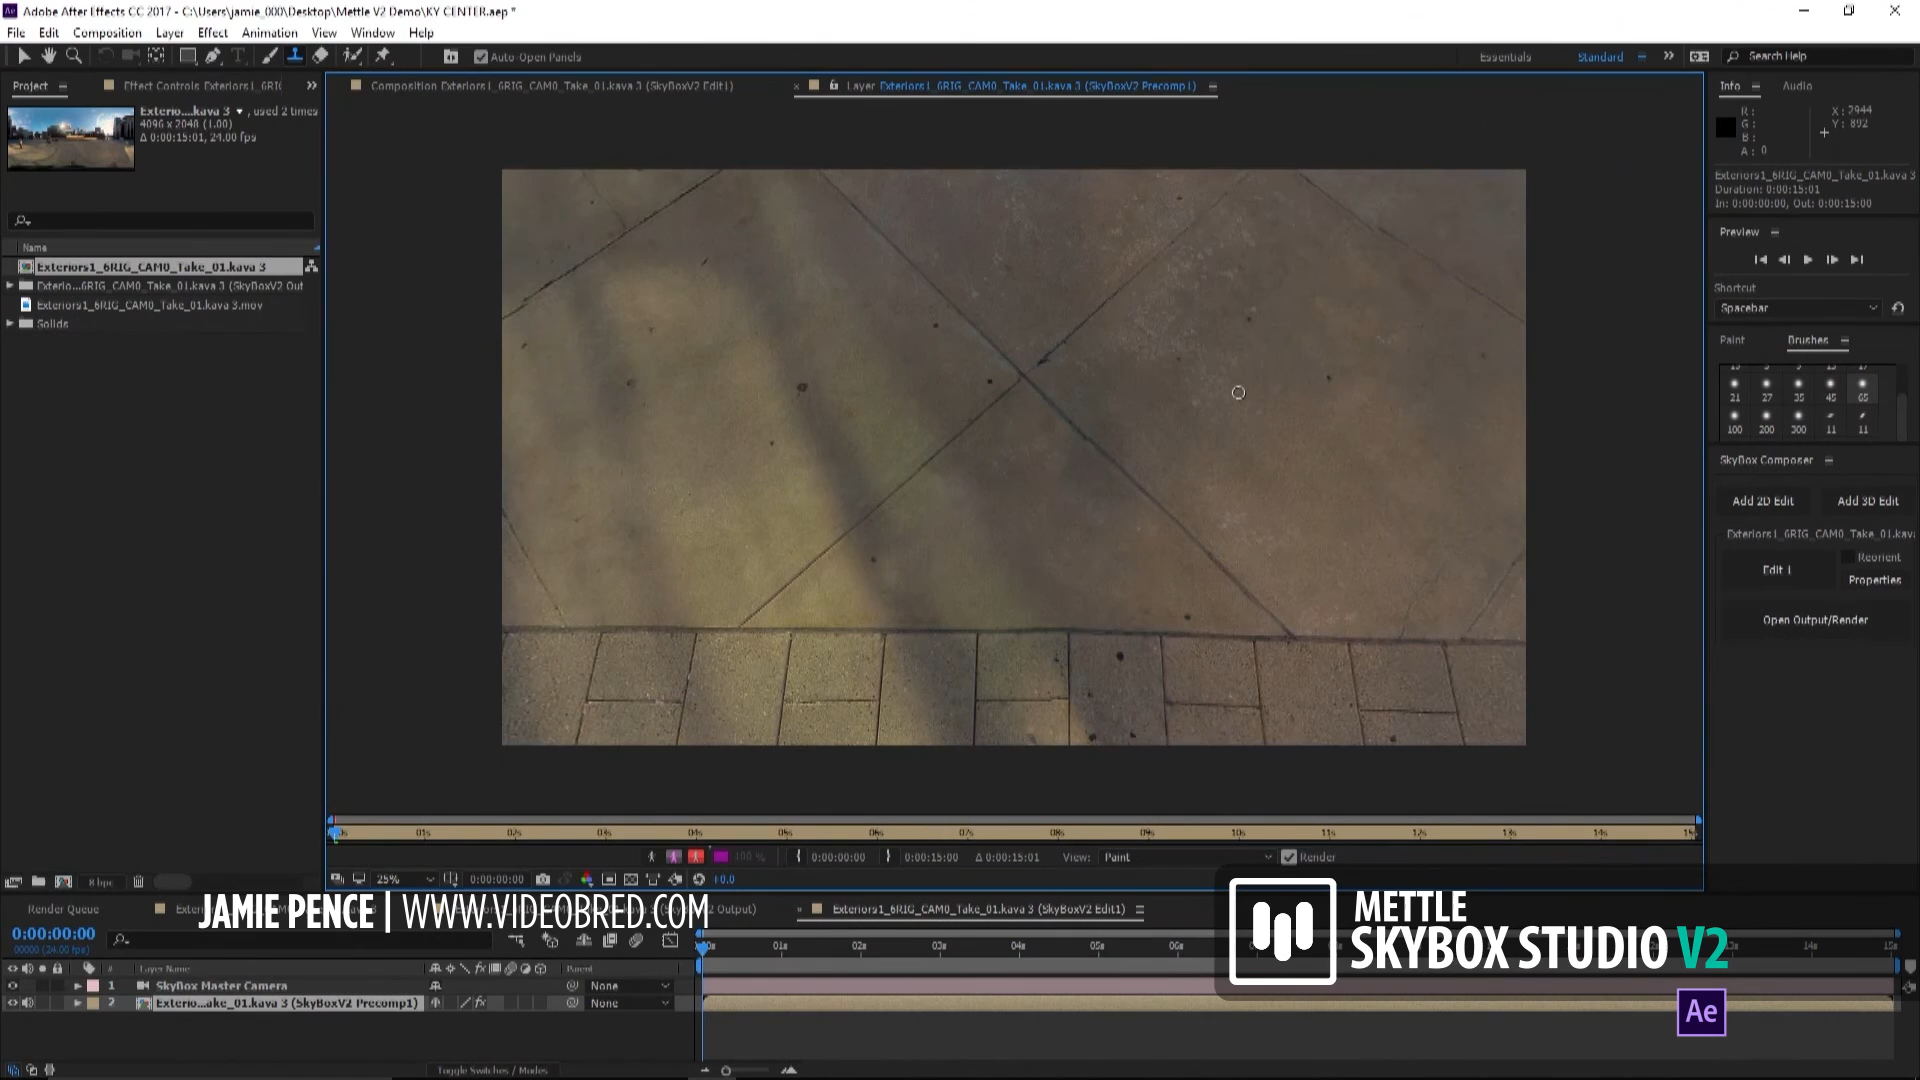 Adobe After Effects CC 2017 - C:\Users\jamie_000\Desktop\Mettle V2 Demo\KY CENTER.aep *
File Edit Composition Layer Effect Animation View Window Help
Auto-Open Panels
Essentials Standard Search Help
Project Effect Controls Exteriors1_6RI
Composition Exteriors1_6RIG_CAM0_Take_01.kava 3 (SkyBoxV2 Edit1)
Layer Exteriors1_6RIG_CAM0_Take_01.kava 3 (SkyBoxV2 Precomp1)
Info Audio
Exterio....kava 3 , used 2 times
4096 x 2048 (1.00)
Δ 0:00:15:01, 24.00 fps
R :
G :
B :
A : 0
X : 2944
Y : 892
Exteriors1_6RIG_CAM0_Take_01.kava 3
Duration: 0:00:15:01
In: 0:00:00:00, Out: 0:00:15:00
Name
Exteriors1_6RIG_CAM0_Take_01.kava 3
Exterio...6RIG_CAM0_Take_01.kava 3 (SkyBoxV2 Out
Exteriors1_6RIG_CAM0_Take_01.kava 3.mov
Solids
Preview
Shortcut
Spacebar
Paint Brushes
21 27 35 45 65
100 200 300 11 11
SkyBox Composer
Add 2D Edit Add 3D Edit
Exteriors1_6RIG_CAM0_Take_01.kav
Reorient
Edit 1
Properties
Open Output/Render
01s 02s 03s 04s 05s 06s 07s 08s 09s 10s 11s 12s 13s 14s 15
100 % 0:00:00:00 0:00:15:00 Δ 0:00:15:01 View: Paint Render
8 bpc 25% 0:00:00:00 +0.0
JAMIE PENCE | WWW.VIDEOBRED.COM
METTLE
SKYBOX STUDIO V2
Ae
Render Queue Exteri kava 3 (SkyBoxV2 Output) Exteriors1_6RIG_CAM0_Take_01.kava 3 (SkyBoxV2 Edit1)
0:00:00:00
00000 (24.00 fps)
01s 02s 03s 04s 05s 06s 14s 15s
# Layer Name Parent
1 SkyBox Master Camera None
2 Exterio...ake_01.kava 3 (SkyBoxV2 Precomp1) None
Toggle Switches / Modes